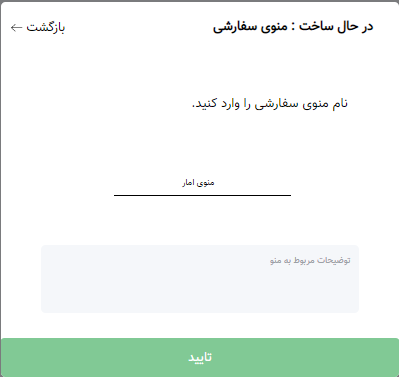 در حال ساخت : منوی سفارشی
بازگشت ←
نام منوی سفارشی را وارد کنید.
منوی امار
توضیحات مربوط به منو
تایید